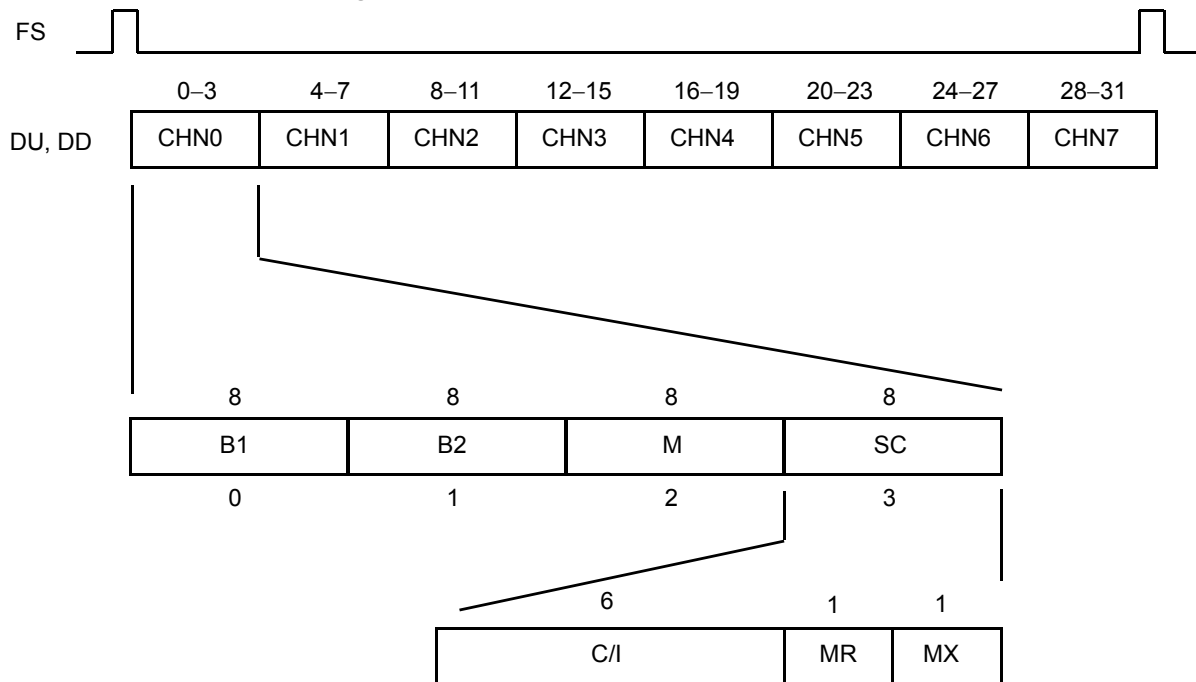 FS
0–3 4–7 8–11 12–15 16–19 20–23 24–27 28–31
DU, DD CHN0 CHN1 CHN2 CHN3 CHN4 CHN5 CHN6 CHN7
8 8 8 8
B1 B2 M SC
0 1 2 3
6 1 1
C/I MR MX